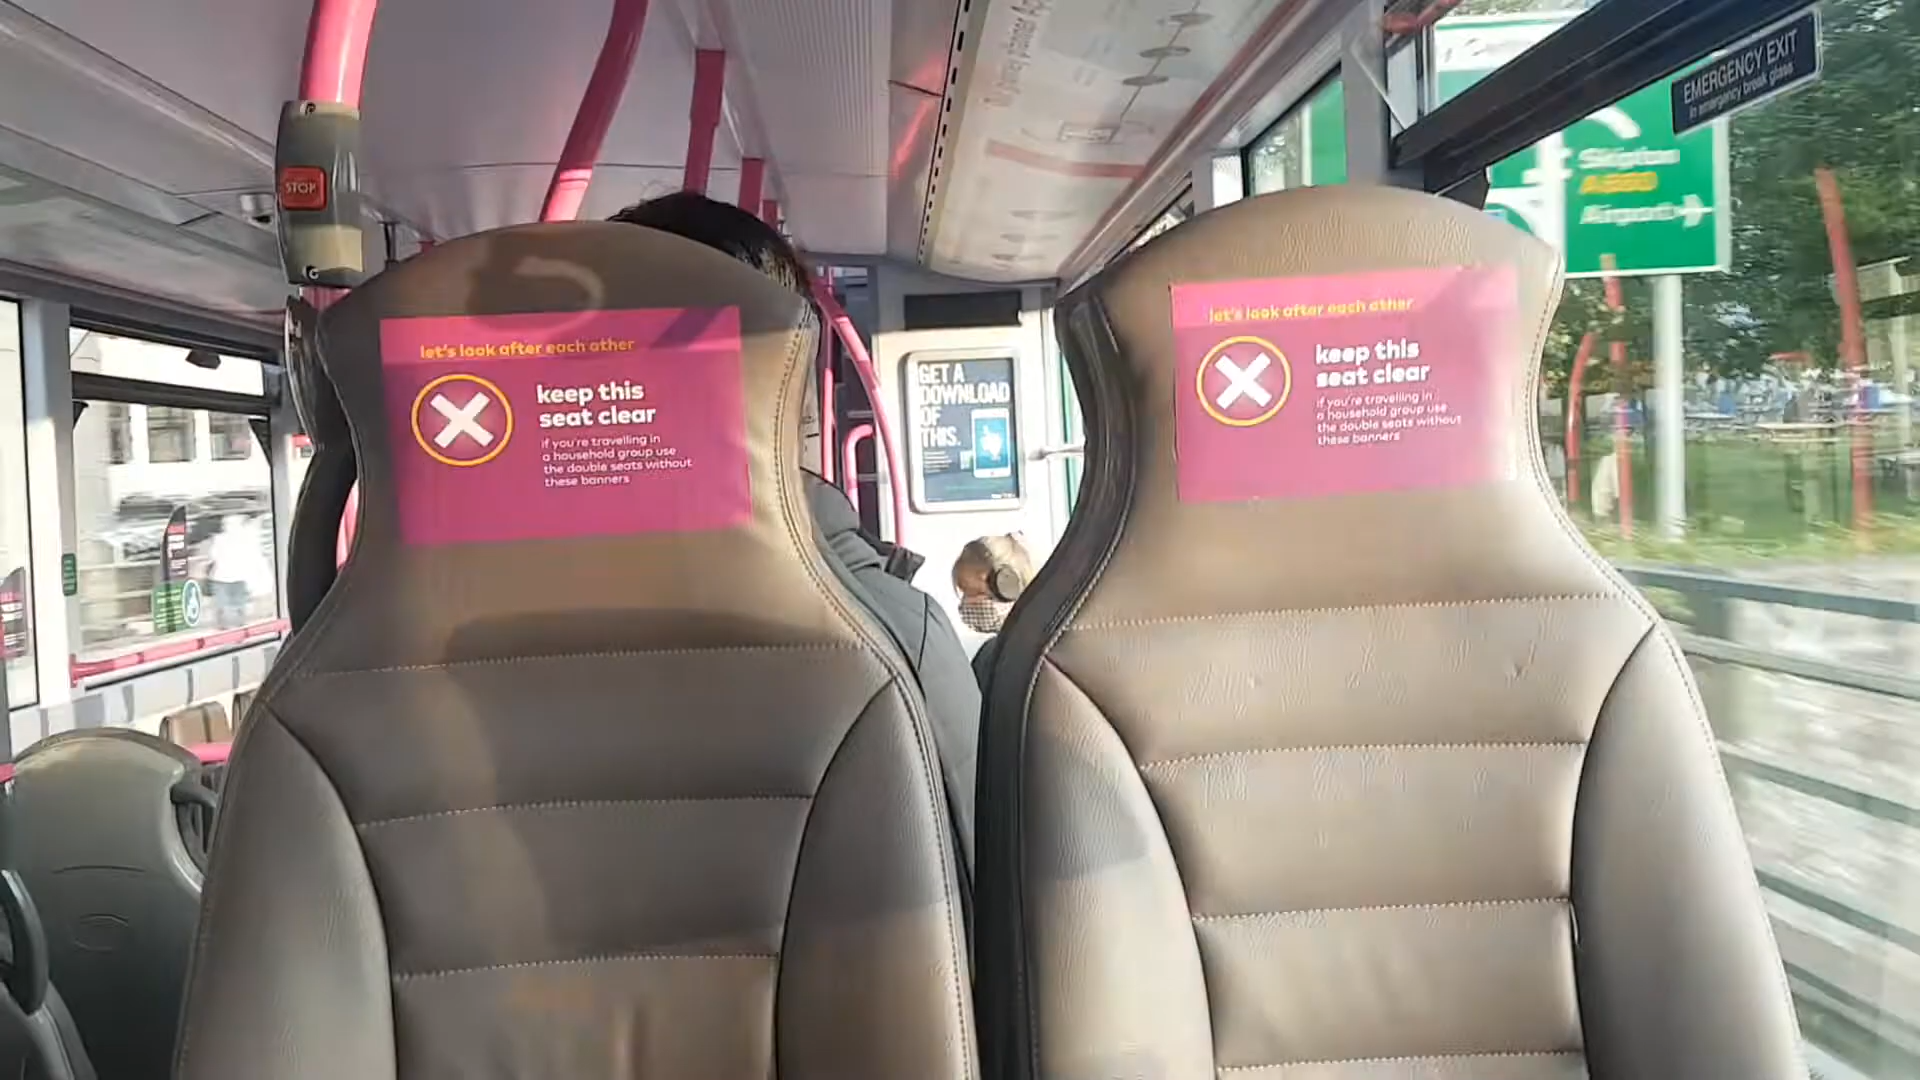 STOP
let's look after each other
keep this
seat clear
if you're travelling in
a household group use
the double seats without
these banners
GET A
DOWNLOAD
OF
THIS.
let's look after each other
keep this
seat clear
if you're travelling in
a household group use
the double seats without
these banners
EMERGENCY EXIT
In emergency break glass
Skipton
Airport